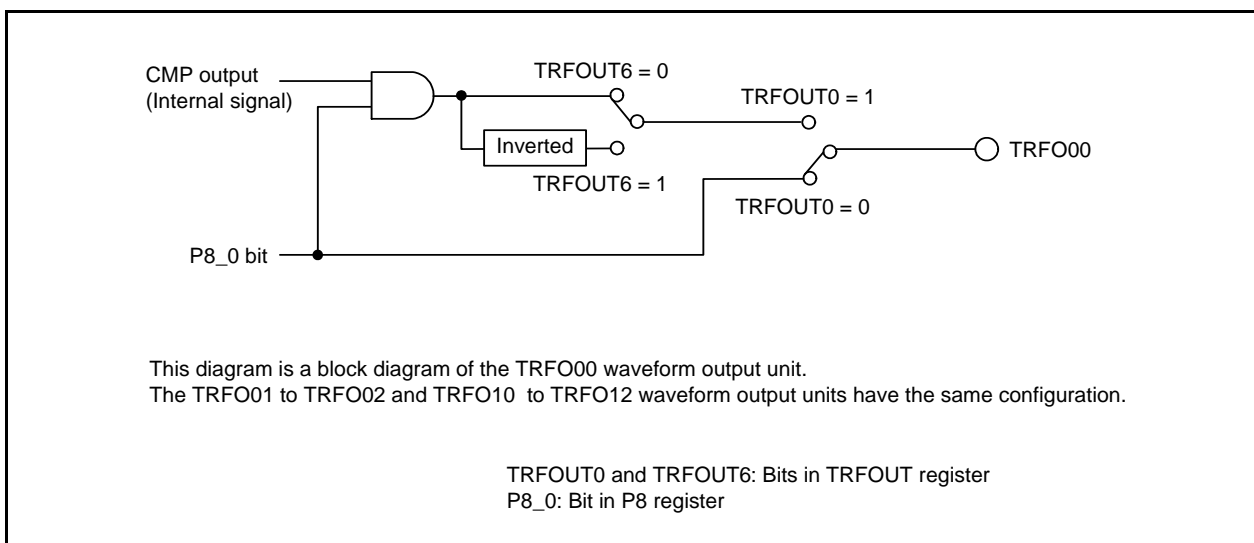 CMP output
(Internal signal)
TRFOUT6 = 0
TRFOUT0 = 1
Inverted
TRFO00
TRFOUT6 = 1
TRFOUT0 = 0
P8_0 bit
This diagram is a block diagram of the TRFO00 waveform output unit.
The TRFO01 to TRFO02 and TRFO10 to TRFO12 waveform output units have the same configuration.
TRFOUT0 and TRFOUT6: Bits in TRFOUT register
P8_0: Bit in P8 register